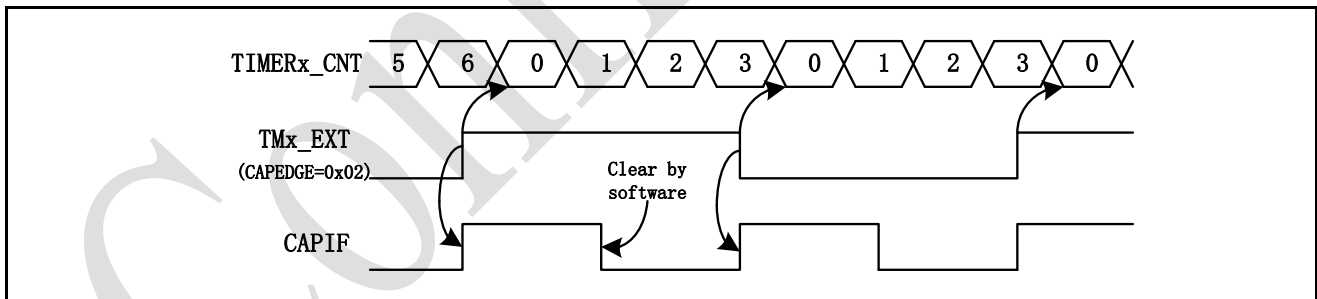 TIMERx_CNT 5 6 0 1 2 3 0 1 2 3 0
TMx_EXT
(CAPEDGE=0x02)
Clear by
software
CAPIF